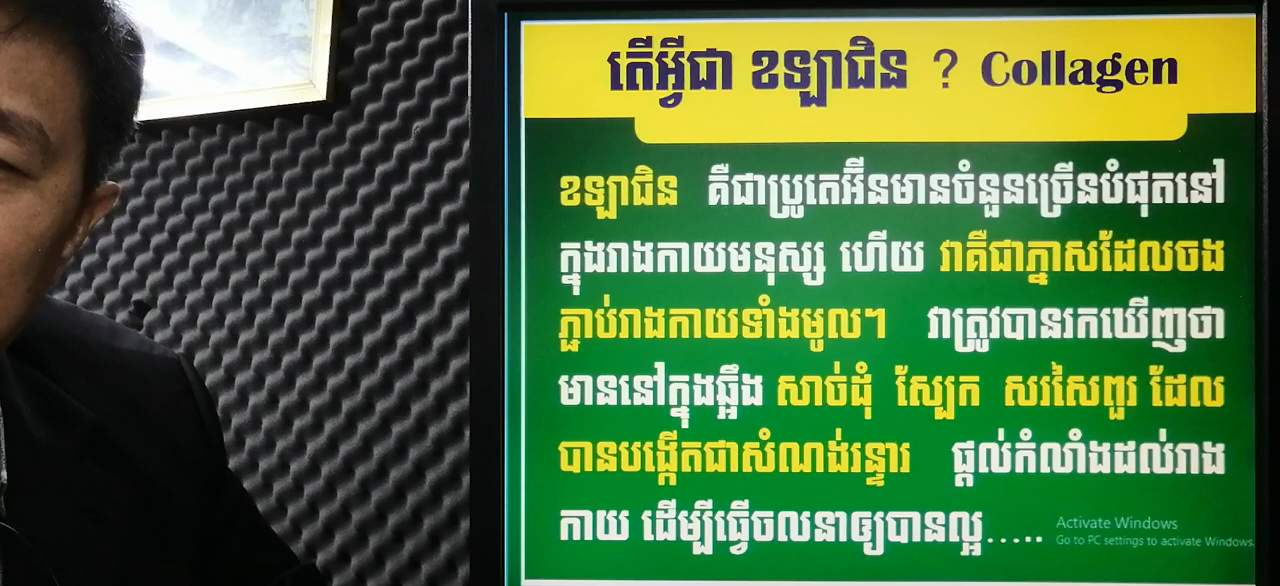 តើអ្វីជា ខឡាជិន ? Collagen
ខឡាជិន គឺជាប្រូតេអ៊ីនមានចំនួនច្រើនបំផុតនៅ
ក្នុងរាងកាយមនុស្ស ហើយ វាគឺជាភ្នាសដែលចង
ភ្ជាប់រាងកាយទាំងមូល។ វាត្រូវបានរកឃើញថា
មាននៅក្នុងឆ្អឹង សាច់ដុំ ស្បែក សរសៃពួរ ដែល
បានបង្កើតជាសំណង់រន្ទារ ផ្តល់កំលាំងដល់រាង
កាយ ដើម្បីធ្វើចលនាឲ្យបានល្អ.....
Activate Windows
Go to PC settings to activate Windows.